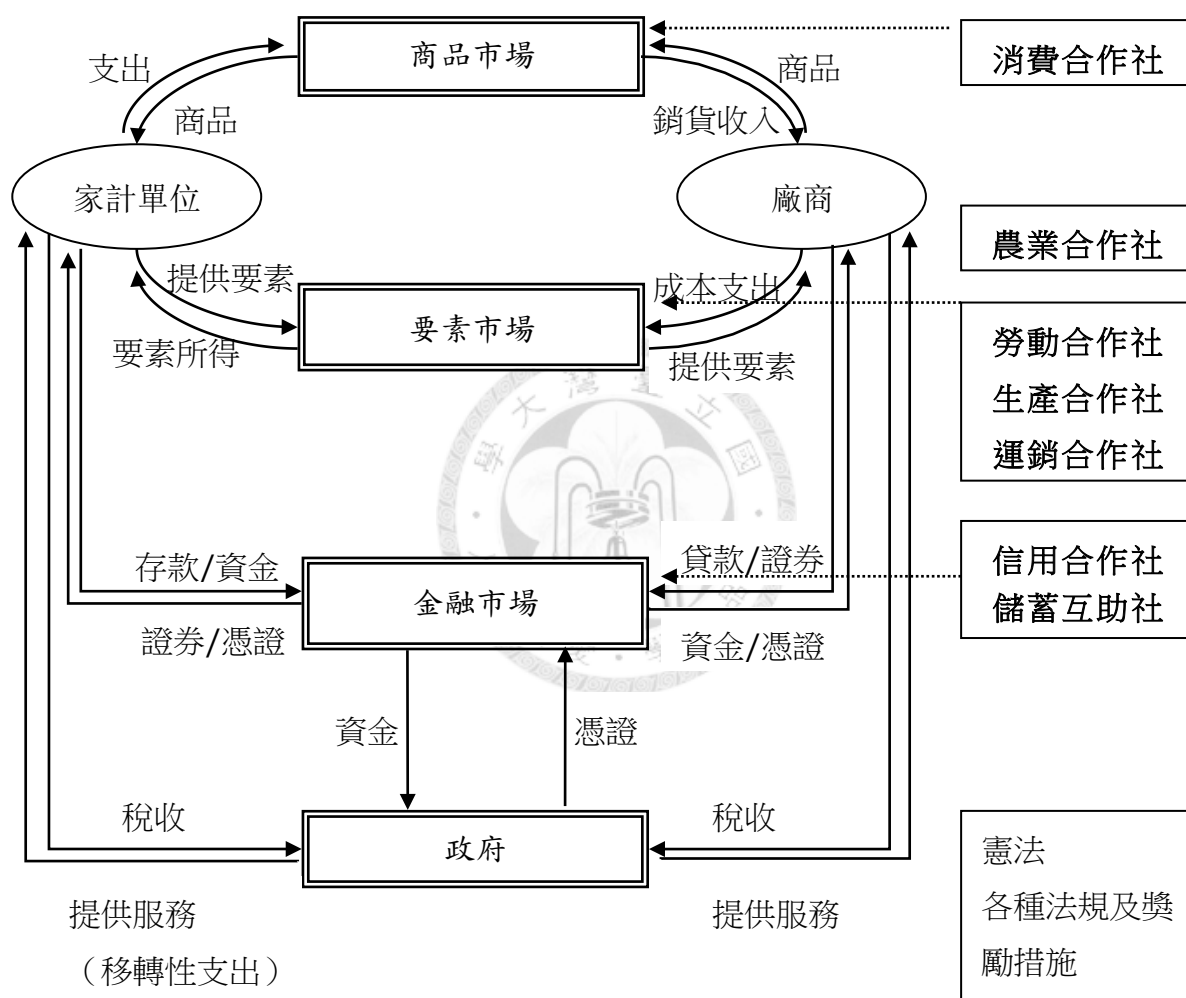 商品市場
消費合作社
支出
商品
商品
銷貨收入
家計單位
廠商
農業合作社
提供要素
成本支出
要素市場
要素所得
提供要素
勞動合作社
生產合作社
運銷合作社
存款/資金
貸款/證券
信用合作社
儲蓄互助社
金融市場
證券/憑證
資金/憑證
資金
憑證
稅收
稅收
政府
憲法
各種法規及獎
勵措施
提供服務
(移轉性支出)
提供服務